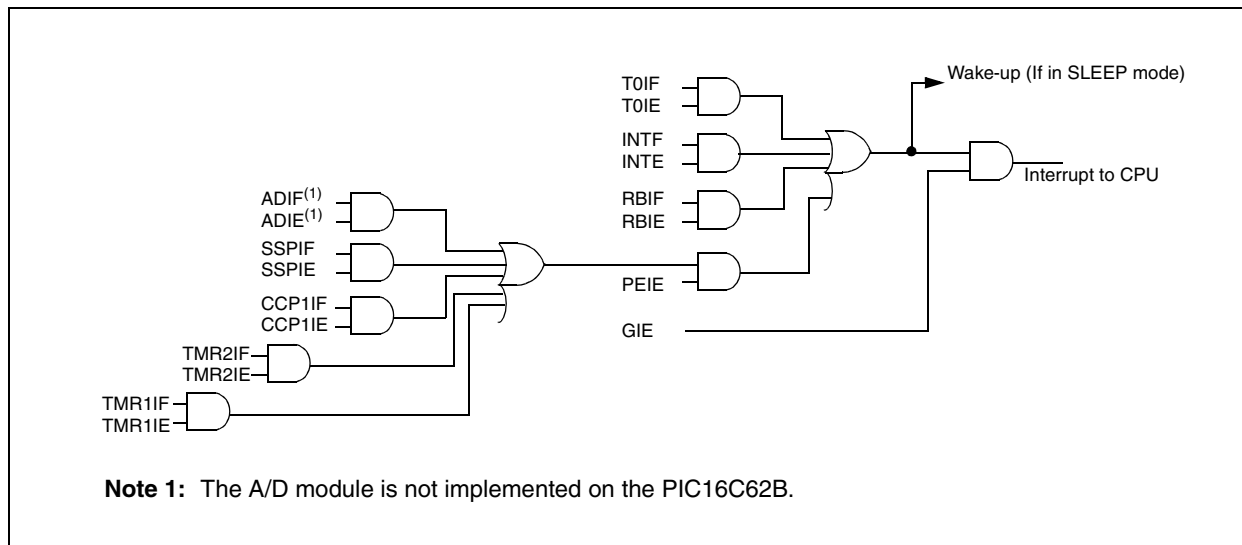 Wake-up (If in SLEEP mode)
T0IF
T0IE
INTF
INTE
Interrupt to CPU
RBIF
RBIE
ADIF(1)
ADIE(1)
SSPIF
SSPIE
PEIE
CCP1IF
CCP1IE
GIE
TMR2IF
TMR2IE
TMR1IF
TMR1IE
Note 1: The A/D module is not implemented on the PIC16C62B.